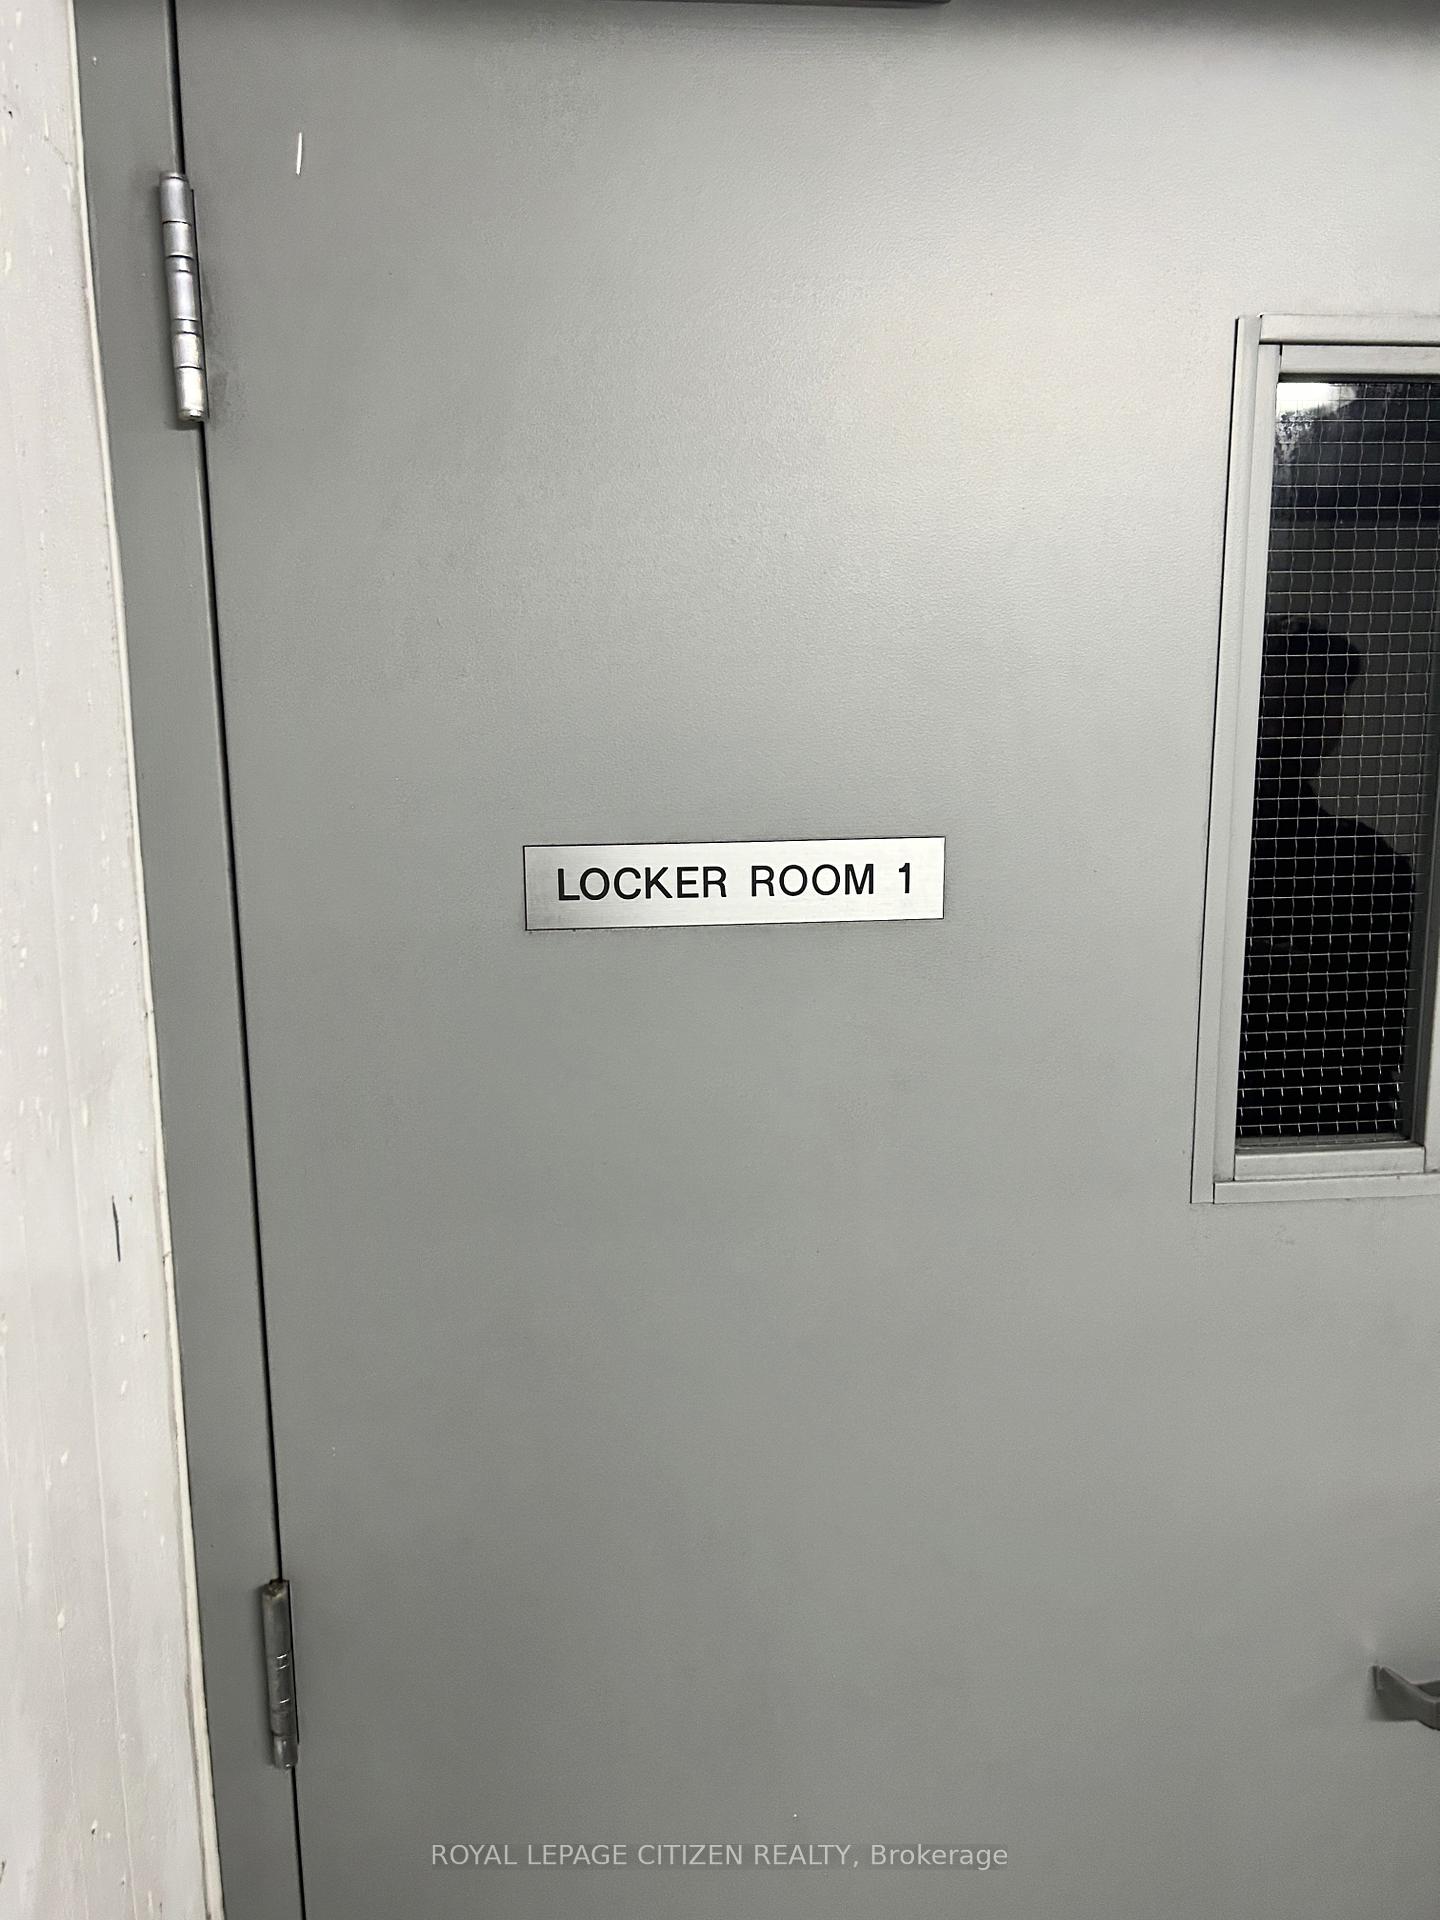 LOCKER ROOM 1
ROYAL LEPAGE CITIZEN REALTY, Brokerage